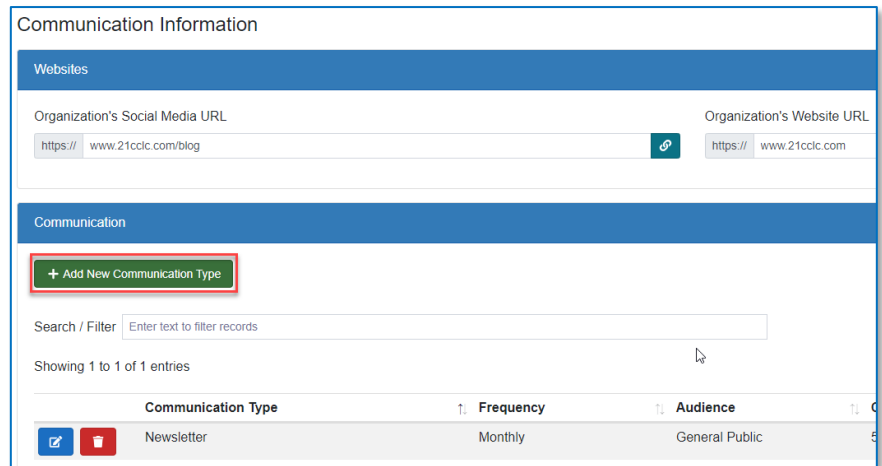 Communication Information
Websites
Organization's Social Media URL
Organization's Website URL
https:// www.21cclc.com/blog
https:// www.21cclc.com
Communication
+ Add New Communication Type
Search / Filter Enter text to filter records
Showing 1 to 1 of 1 entries
Communication Type Frequency Audience
Newsletter Monthly General Public